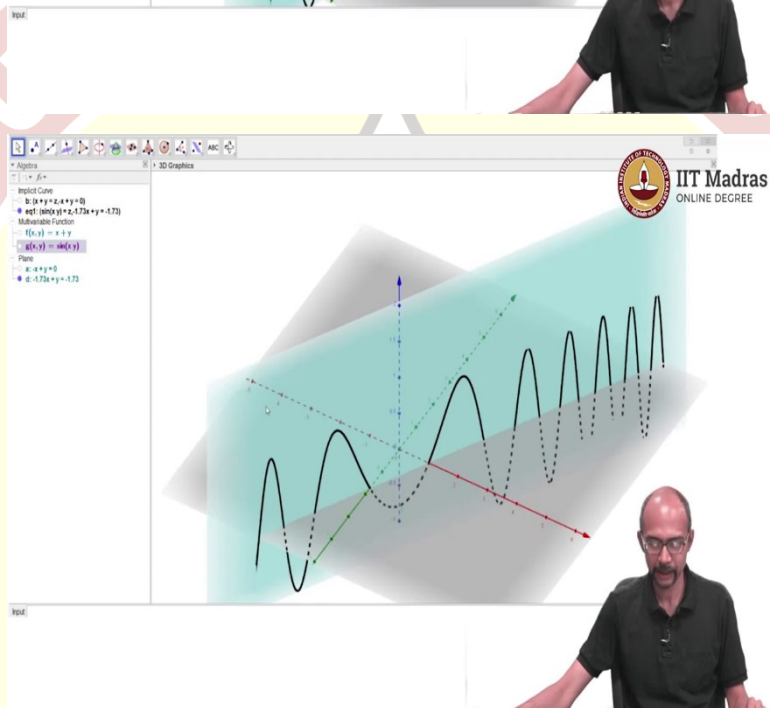 Input
ABC
Algebra
3D Graphics
Implicit Curve
b: (x + y = z,-x + y = 0)
eq1: (sin(x y) = z,-1.73x + y = -1.73)
Multivariable Function
f(x, y) = x + y
g(x, y) = sin(x y)
Plane
a: -x + y = 0
d: -1.73x + y = -1.73
IIT Madras
ONLINE DEGREE
Input